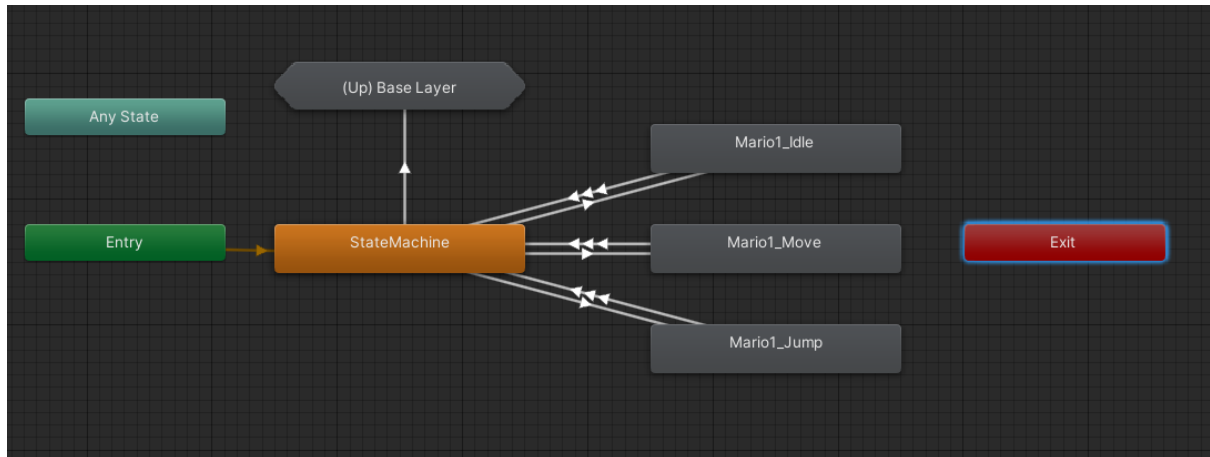 (Up) Base Layer
Any State
Mario1_Idle
Entry
StateMachine
Mario1_Move
Exit
Mario1_Jump